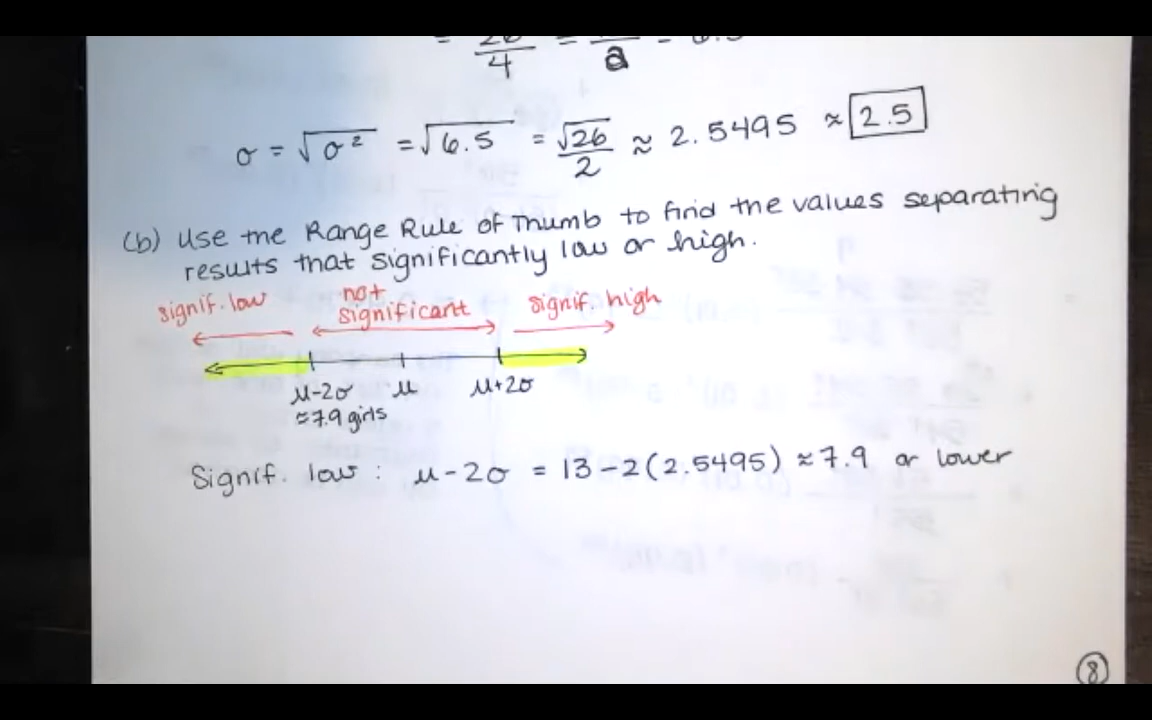 4 2
σ = √σ² = √6.5 = √26/2 ≈ 2.5495 ≈ 2.5
(b) Use the Range Rule of Thumb to find the values separating
results that significantly low or high.
signif. low not significant signif. high
μ-2σ μ μ+2σ
≈7.9 girls
Signif. low: μ-2σ = 13-2(2.5495) ≈ 7.9 or lower
8